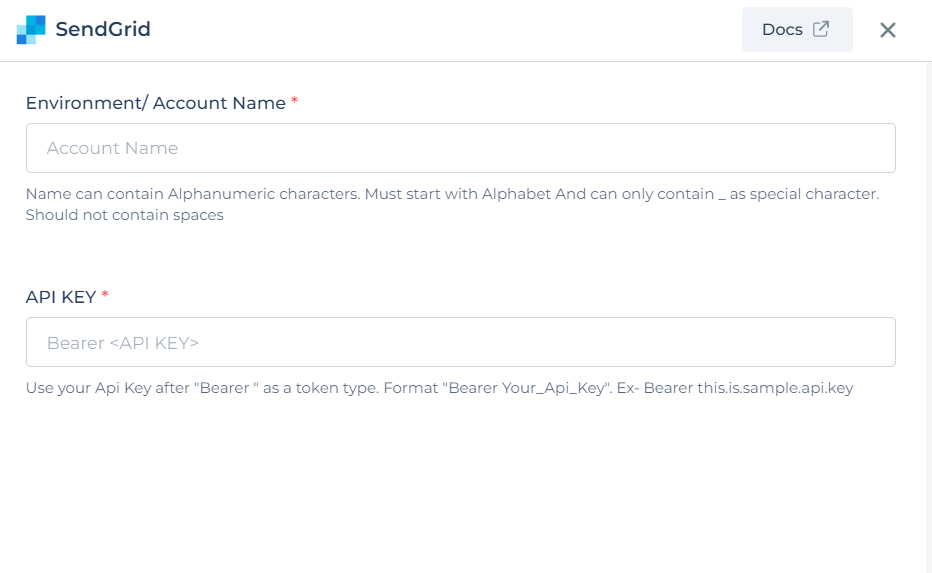 SendGrid
Docs
Environment/ Account Name *
Account Name
Name can contain Alphanumeric characters. Must start with Alphabet And can only contain _ as special character.
Should not contain spaces
API KEY *
Bearer <API KEY>
Use your Api Key after "Bearer " as a token type. Format "Bearer Your_Api_Key". Ex- Bearer this.is.sample.api.key